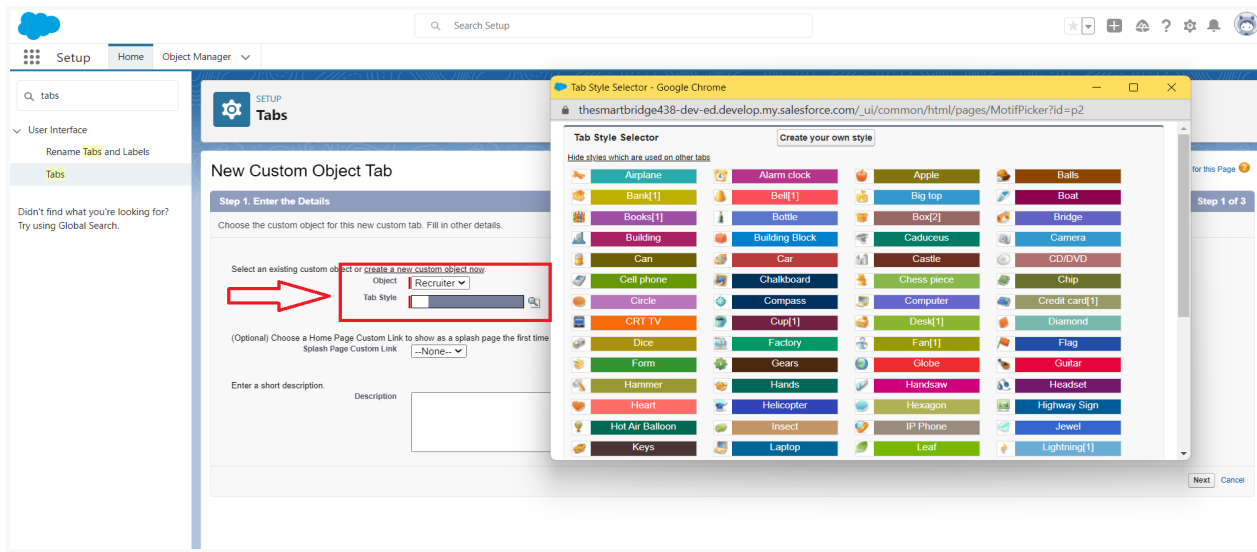 Search Setup
Setup
Home
Object Manager
tabs
User Interface
Rename Tabs and Labels
Tabs
Didn't find what you're looking for?
Try using Global Search.
SETUP
Tabs
New Custom Object Tab
for this Page
Step 1. Enter the Details
Step 1 of 3
Choose the custom object for this new custom tab. Fill in other details.
Select an existing custom object or create a new custom object now.
Object Recruiter
Tab Style
(Optional) Choose a Home Page Custom Link to show as a splash page the first time
Splash Page Custom Link --None--
Enter a short description.
Description
Next Cancel
Tab Style Selector - Google Chrome
thesmartbridge438-dev-ed.develop.my.salesforce.com/_ui/common/html/pages/MotifPicker?id=p2
Tab Style Selector Create your own style
Hide styles which are used on other tabs
Airplane Alarm clock Apple Balls
Bank[1] Bell[1] Big top Boat
Books[1] Bottle Box[2] Bridge
Building Building Block Caduceus Camera
Can Car Castle CD/DVD
Cell phone Chalkboard Chess piece Chip
Circle Compass Computer Credit card[1]
CRT TV Cup[1] Desk[1] Diamond
Dice Factory Fan[1] Flag
Form Gears Globe Guitar
Hammer Hands Handsaw Headset
Heart Helicopter Hexagon Highway Sign
Hot Air Balloon Insect IP Phone Jewel
Keys Laptop Leaf Lightning[1]